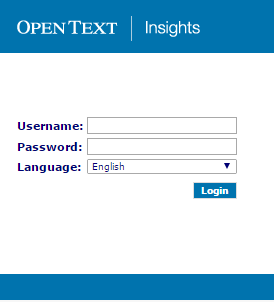 OPEN TEXT | Insights
Username:
Password:
Language: English
Login